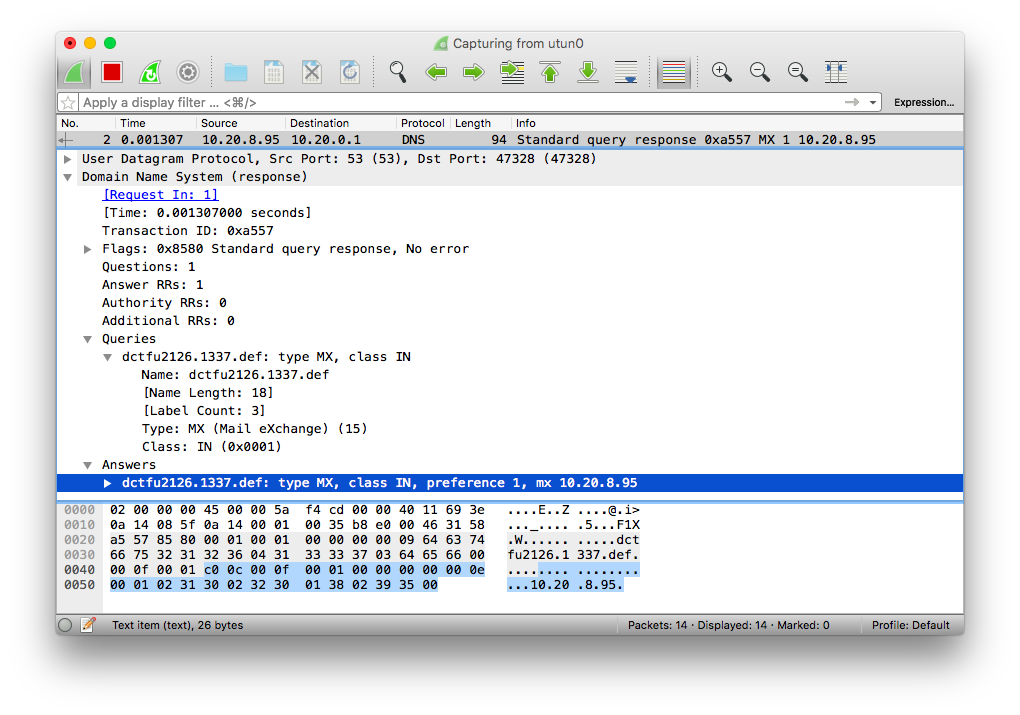 Capturing from utun0
Apply a display filter ... <⌘/>
Expression...
No. Time Source Destination Protocol Length Info
2 0.001307 10.20.8.95 10.20.0.1 DNS 94 Standard query response 0xa557 MX 1 10.20.8.95
User Datagram Protocol, Src Port: 53 (53), Dst Port: 47328 (47328)
Domain Name System (response)
[Request In: 1]
[Time: 0.001307000 seconds]
Transaction ID: 0xa557
Flags: 0x8580 Standard query response, No error
Questions: 1
Answer RRs: 1
Authority RRs: 0
Additional RRs: 0
Queries
dctfu2126.1337.def: type MX, class IN
Name: dctfu2126.1337.def
[Name Length: 18]
[Label Count: 3]
Type: MX (Mail eXchange) (15)
Class: IN (0x0001)
Answers
dctfu2126.1337.def: type MX, class IN, preference 1, mx 10.20.8.95
0000 02 00 00 00 45 00 00 5a f4 cd 00 00 40 11 69 3e ....E..Z ....@.i>
0010 0a 14 08 5f 0a 14 00 01 00 35 b8 e0 00 46 31 58 ..._.... .5...F1X
0020 a5 57 85 80 00 01 00 01 00 00 00 00 09 64 63 74 .W...... .....dct
0030 66 75 32 31 32 36 04 31 33 33 37 03 64 65 66 00 fu2126.1 337.def.
0040 00 0f 00 01 c0 0c 00 0f 00 01 00 00 00 00 00 0e ........ ........
0050 00 01 02 31 30 02 32 30 01 38 02 39 35 00 ...10.20 .8.95.
Text item (text), 26 bytes
Packets: 14 · Displayed: 14 · Marked: 0
Profile: Default